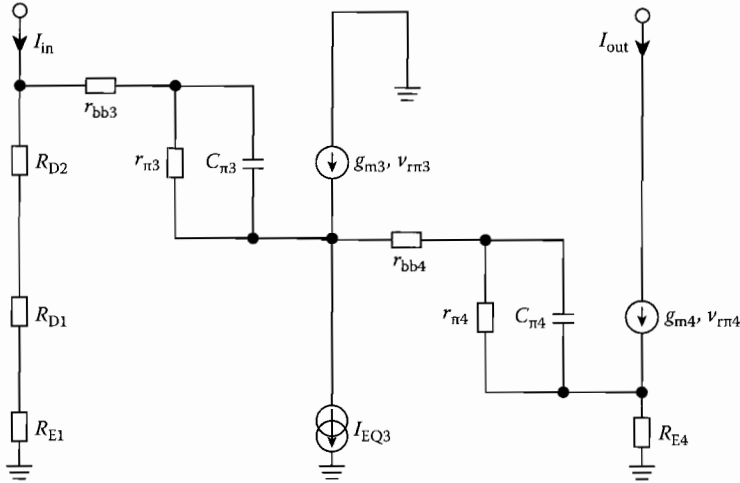 I_in
I_out
r_bb3
R_D2
r_π3
C_π3
g_m3, v_rπ3
r_bb4
R_D1
r_π4
C_π4
g_m4, v_rπ4
R_E1
I_EQ3
R_E4